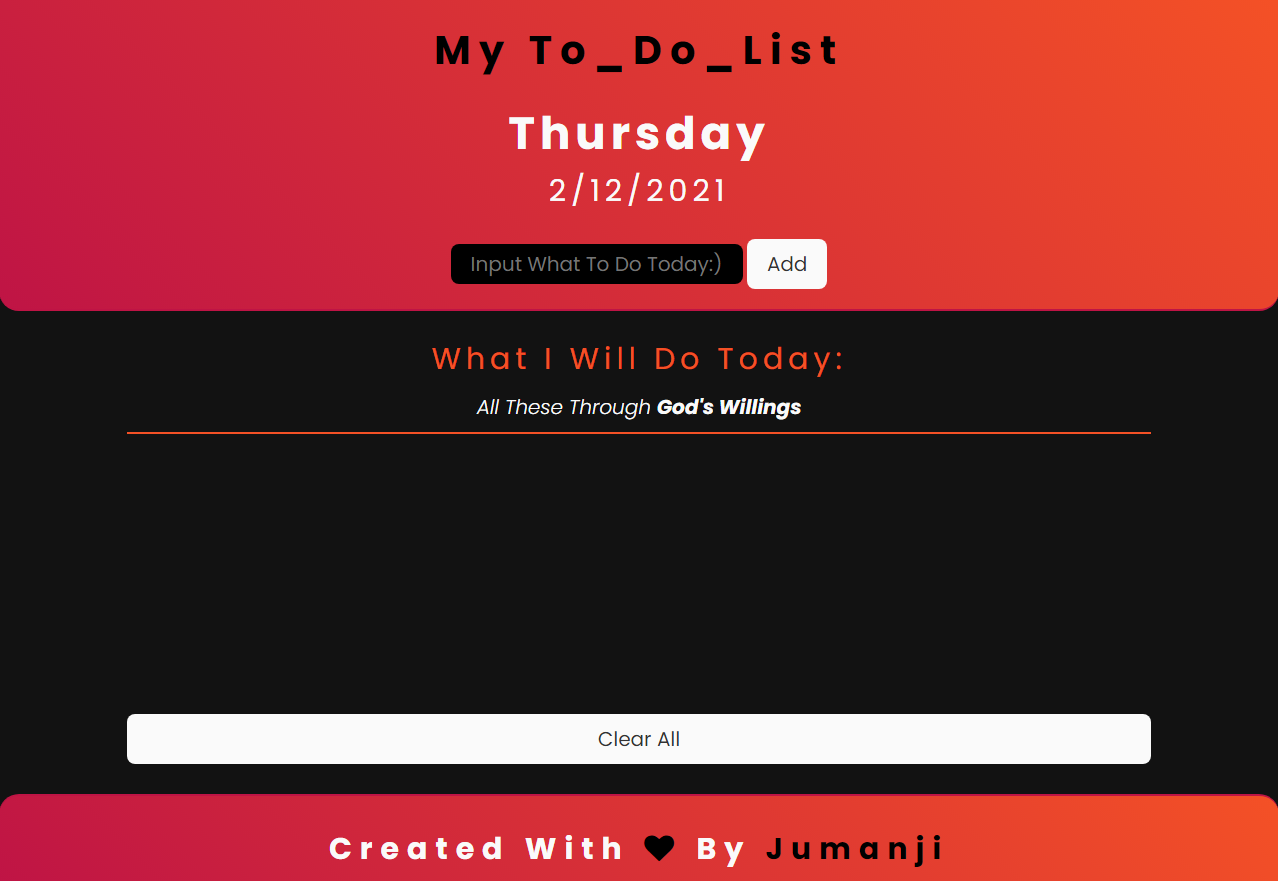 My To_Do_List
Thursday
2/12/2021
Input What To Do Today:) Add
What I Will Do Today:
All These Through God's Willings
Clear All
Created With ♥ By Jumanji